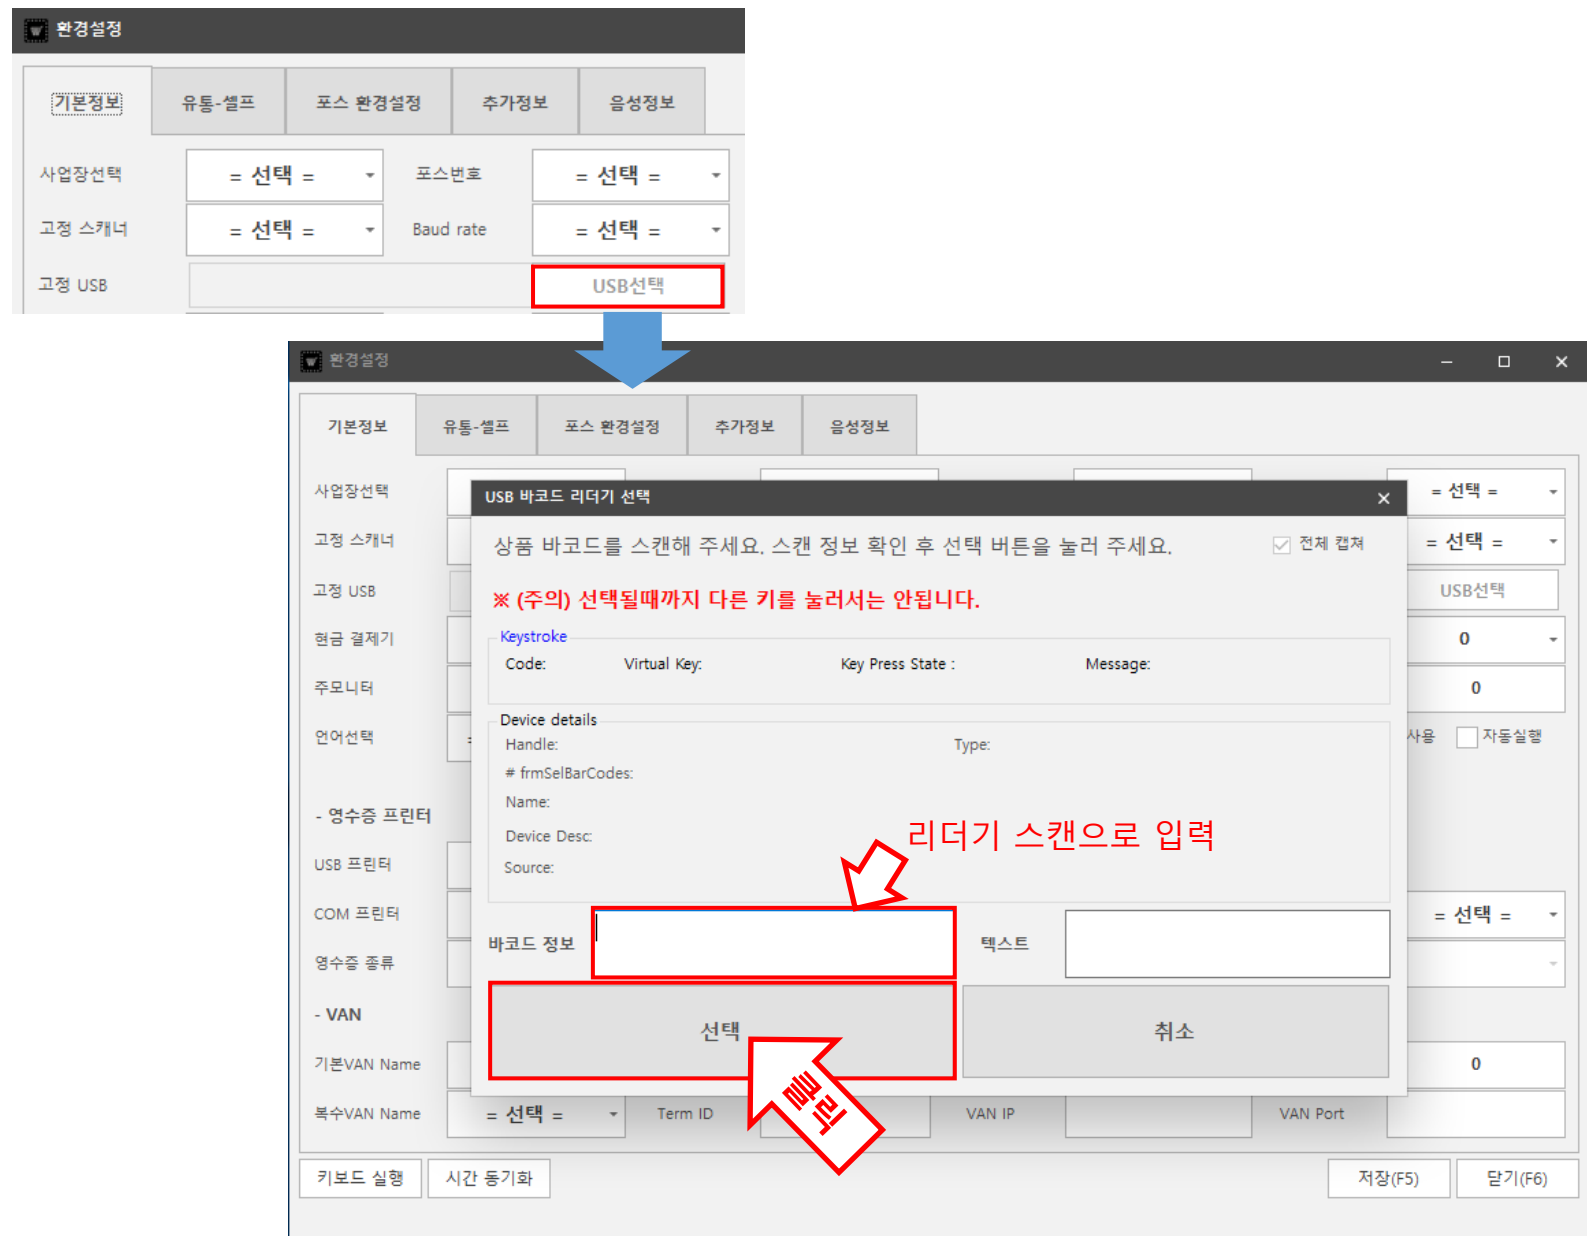 환경설정
기본정보 유통-셀프 포스 환경설정 추가정보 음성정보
사업장선택 = 선택 = 포스번호 = 선택 =
고정 스캐너 = 선택 = Baud rate = 선택 =
고정 USB USB선택
환경설정
기본정보 유통-셀프 포스 환경설정 추가정보 음성정보
사업장선택 = 선택 =
고정 스캐너 = 선택 =
고정 USB USB선택
현금 결제기 0
주모니터 0
언어선택 = 사용 자동실행
- 영수증 프린터
USB 프린터
COM 프린터 = 선택 =
영수증 종류
- VAN
기본VAN Name 0
복수VAN Name = 선택 = Term ID VAN IP VAN Port
키보드 실행 시간 동기화 저장(F5) 닫기(F6)
USB 바코드 리더기 선택
상품 바코드를 스캔해 주세요. 스캔 정보 확인 후 선택 버튼을 눌러 주세요. 전체 캡쳐
※ (주의) 선택될때까지 다른 키를 눌러서는 안됩니다.
Keystroke
Code: Virtual Key: Key Press State : Message:
Device details
Handle: Type:
# frmSelBarCodes:
Name:
Device Desc:
Source:
리더기 스캔으로 입력
바코드 정보 텍스트
선택 취소
클릭